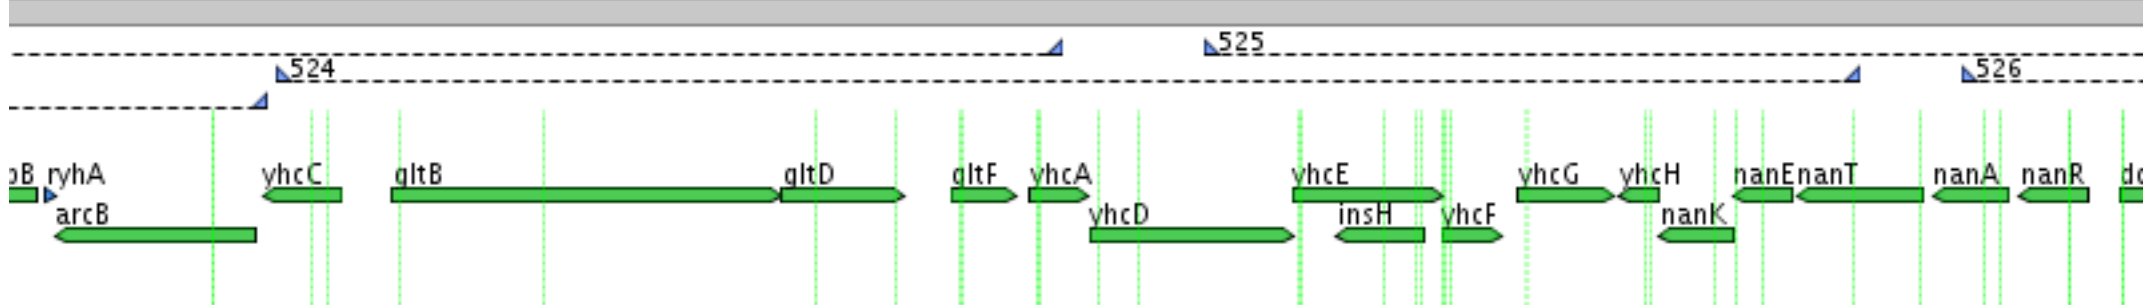 525
524 526
pB ryhA yhcC gltB gltD gltF yhcA yhcE yhcG yhcH nanE nanT nanA nanR
arcB yhcD insH yhcF nanK